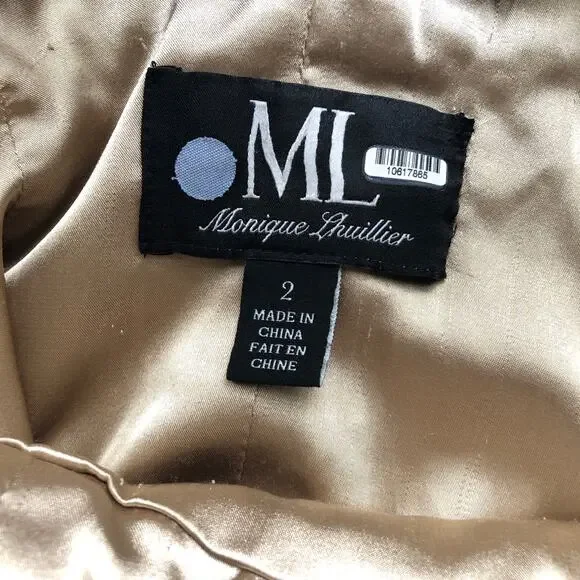 ML
10617865
Monique Lhuillier
2
MADE IN
CHINA
FAIT EN
CHINE